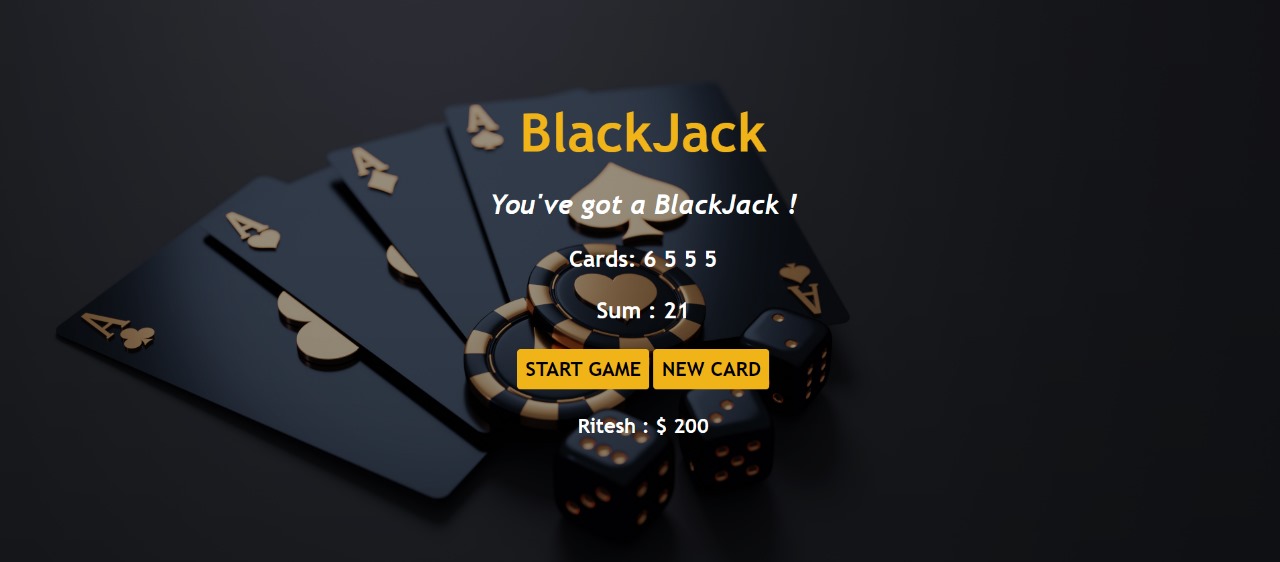 BlackJack
You've got a BlackJack !
Cards: 6 5 5 5
Sum : 21
START GAME NEW CARD
Ritesh : $ 200
A
A
A
A
A